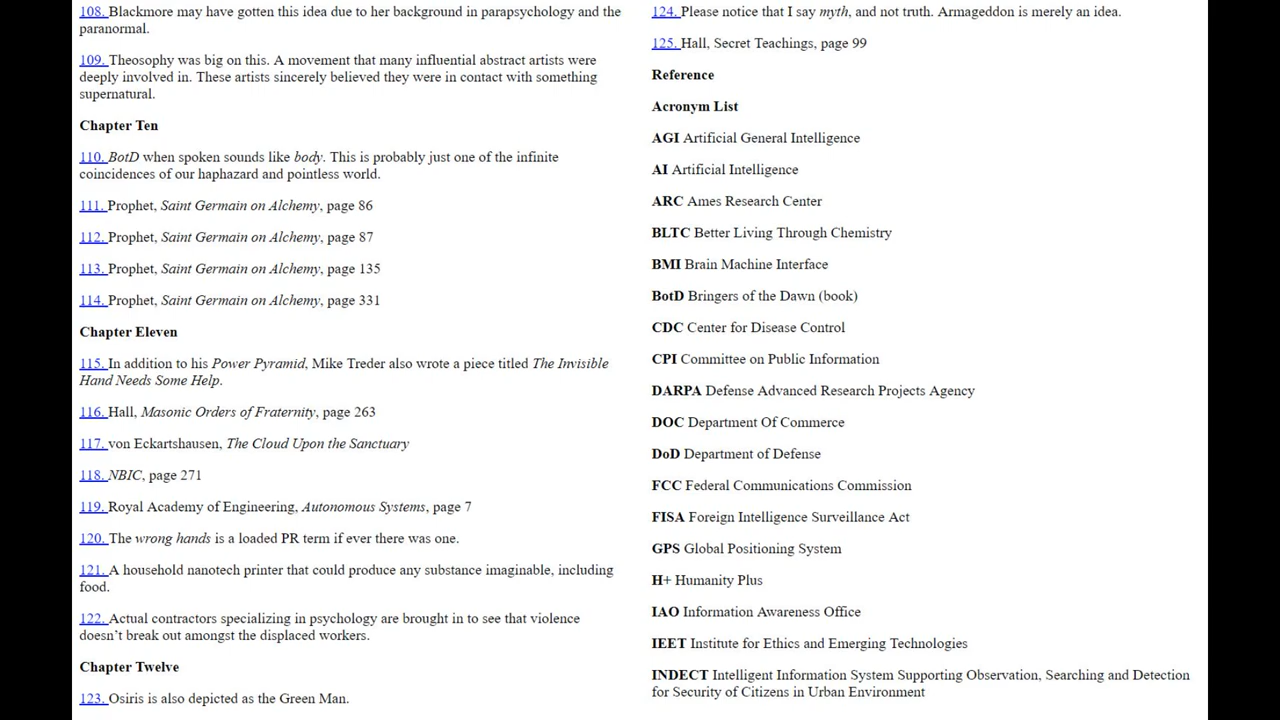 108. Blackmore may have gotten this idea due to her background in parapsychology and the
paranormal.
109. Theosophy was big on this. A movement that many influential abstract artists were
deeply involved in. These artists sincerely believed they were in contact with something
supernatural.
Chapter Ten
110. BotD when spoken sounds like body. This is probably just one of the infinite
coincidences of our haphazard and pointless world.
111. Prophet, Saint Germain on Alchemy, page 86
112. Prophet, Saint Germain on Alchemy, page 87
113. Prophet, Saint Germain on Alchemy, page 135
114. Prophet, Saint Germain on Alchemy, page 331
Chapter Eleven
115. In addition to his Power Pyramid, Mike Treder also wrote a piece titled The Invisible
Hand Needs Some Help.
116. Hall, Masonic Orders of Fraternity, page 263
117. von Eckartshausen, The Cloud Upon the Sanctuary
118. NBIC, page 271
119. Royal Academy of Engineering, Autonomous Systems, page 7
120. The wrong hands is a loaded PR term if ever there was one.
121. A household nanotech printer that could produce any substance imaginable, including
food.
122. Actual contractors specializing in psychology are brought in to see that violence
doesn't break out amongst the displaced workers.
Chapter Twelve
123. Osiris is also depicted as the Green Man.
124. Please notice that I say myth, and not truth. Armageddon is merely an idea.
125. Hall, Secret Teachings, page 99
Reference
Acronym List
AGI Artificial General Intelligence
AI Artificial Intelligence
ARC Ames Research Center
BLTC Better Living Through Chemistry
BMI Brain Machine Interface
BotD Bringers of the Dawn (book)
CDC Center for Disease Control
CPI Committee on Public Information
DARPA Defense Advanced Research Projects Agency
DOC Department Of Commerce
DoD Department of Defense
FCC Federal Communications Commission
FISA Foreign Intelligence Surveillance Act
GPS Global Positioning System
H+ Humanity Plus
IAO Information Awareness Office
IEET Institute for Ethics and Emerging Technologies
INDECT Intelligent Information System Supporting Observation, Searching and Detection
for Security of Citizens in Urban Environment